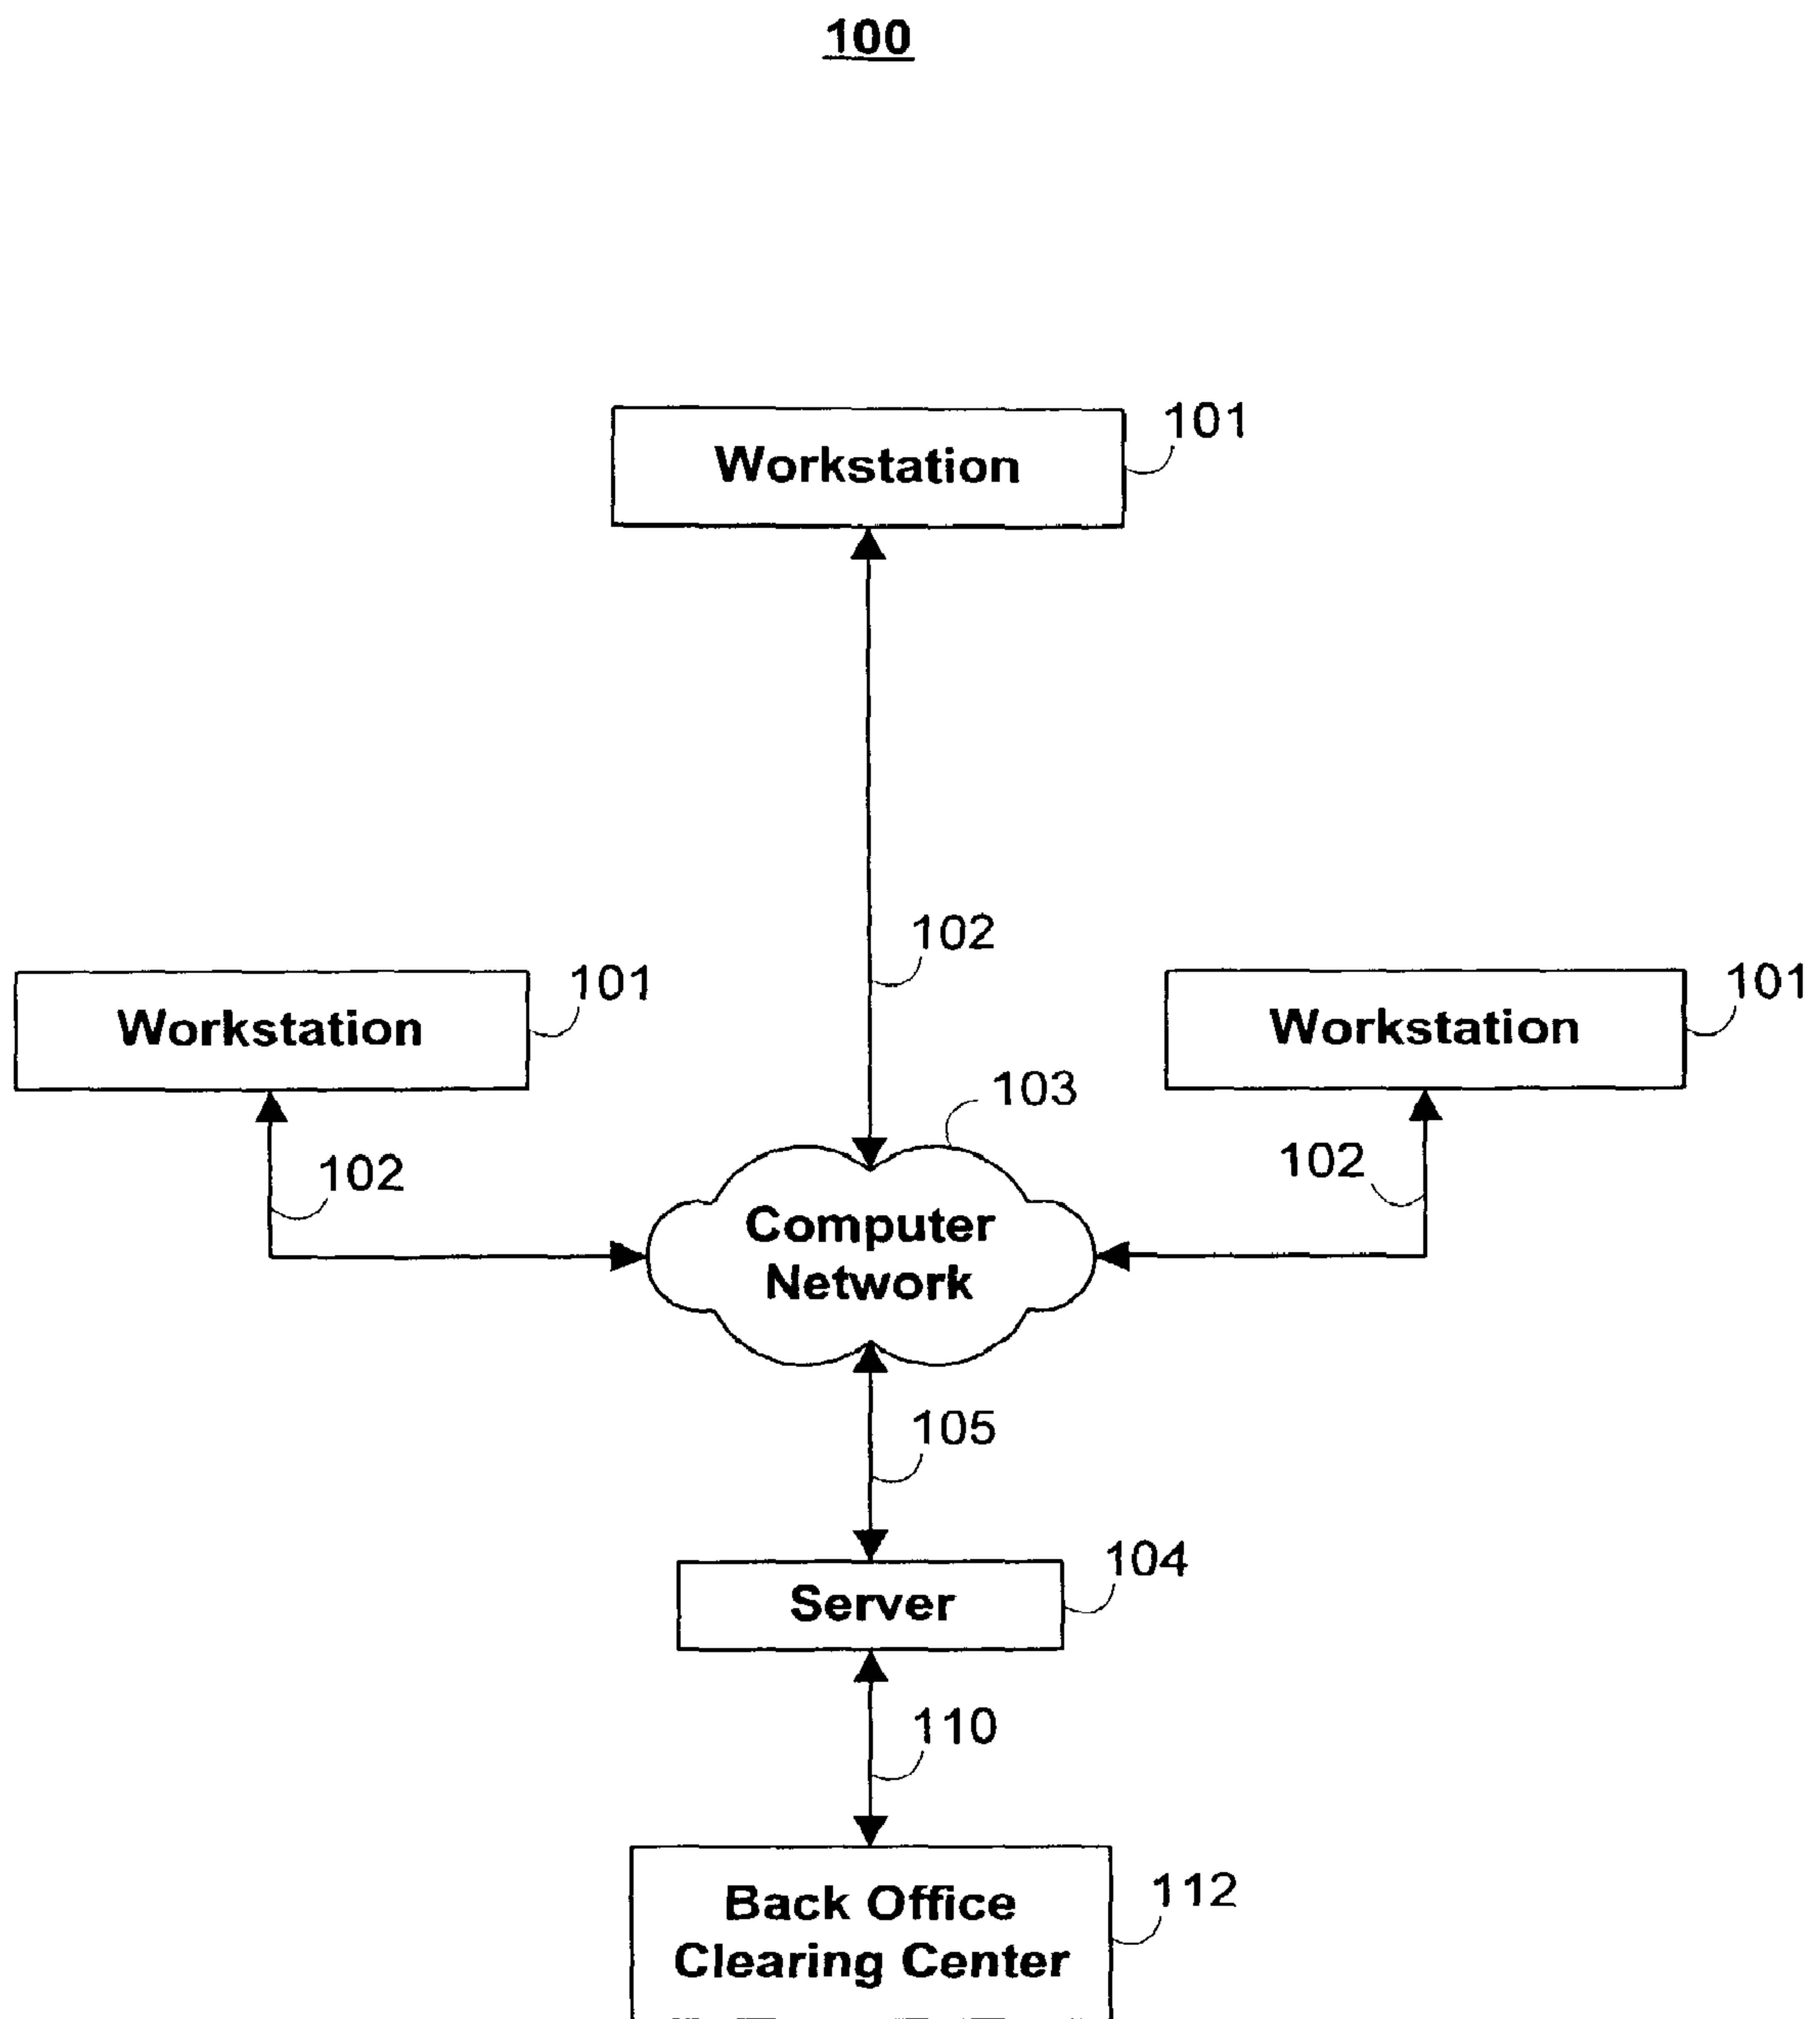 100
Workstation
101
102
Workstation
101
Workstation
101
103
102
102
Computer
Network
105
Server
104
110
Back Office
Clearing Center
112